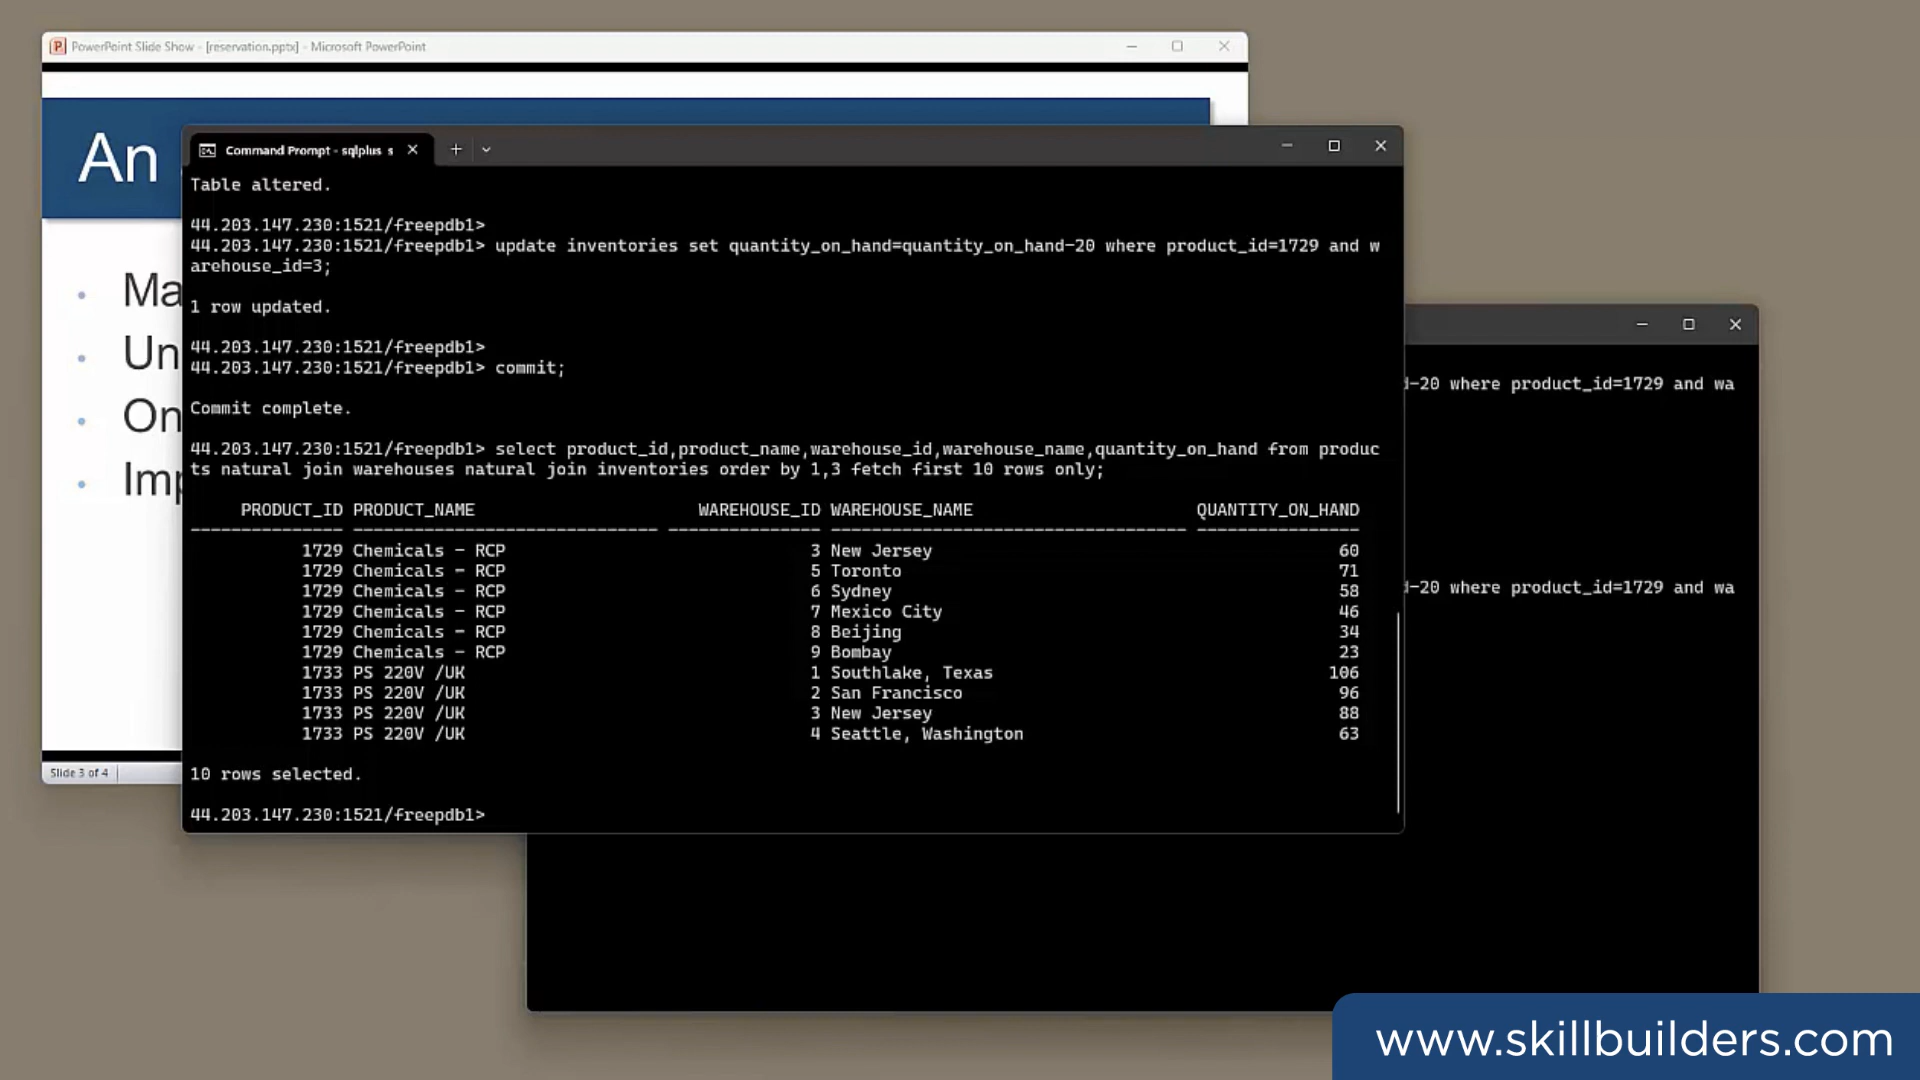 PowerPoint Slide Show - [reservation.pptx] - Microsoft PowerPoint
An
Ma
Un
On
Imp
Slide 3 of 4
Command Prompt - sqlplus s
Table altered.
44.203.147.230:1521/freepdb1>
44.203.147.230:1521/freepdb1> update inventories set quantity_on_hand=quantity_on_hand-20 where product_id=1729 and w
arehouse_id=3;
1 row updated.
44.203.147.230:1521/freepdb1>
44.203.147.230:1521/freepdb1> commit;
Commit complete.
44.203.147.230:1521/freepdb1> select product_id,product_name,warehouse_id,warehouse_name,quantity_on_hand from produc
ts natural join warehouses natural join inventories order by 1,3 fetch first 10 rows only;
PRODUCT_ID PRODUCT_NAME WAREHOUSE_ID WAREHOUSE_NAME QUANTITY_ON_HAND
1729 Chemicals - RCP 3 New Jersey 60
1729 Chemicals - RCP 5 Toronto 71
1729 Chemicals - RCP 6 Sydney 58
1729 Chemicals - RCP 7 Mexico City 46
1729 Chemicals - RCP 8 Beijing 34
1729 Chemicals - RCP 9 Bombay 23
1733 PS 220V /UK 1 Southlake, Texas 106
1733 PS 220V /UK 2 San Francisco 96
1733 PS 220V /UK 3 New Jersey 88
1733 PS 220V /UK 4 Seattle, Washington 63
10 rows selected.
44.203.147.230:1521/freepdb1>
d-20 where product_id=1729 and wa
d-20 where product_id=1729 and wa
www.skillbuilders.com